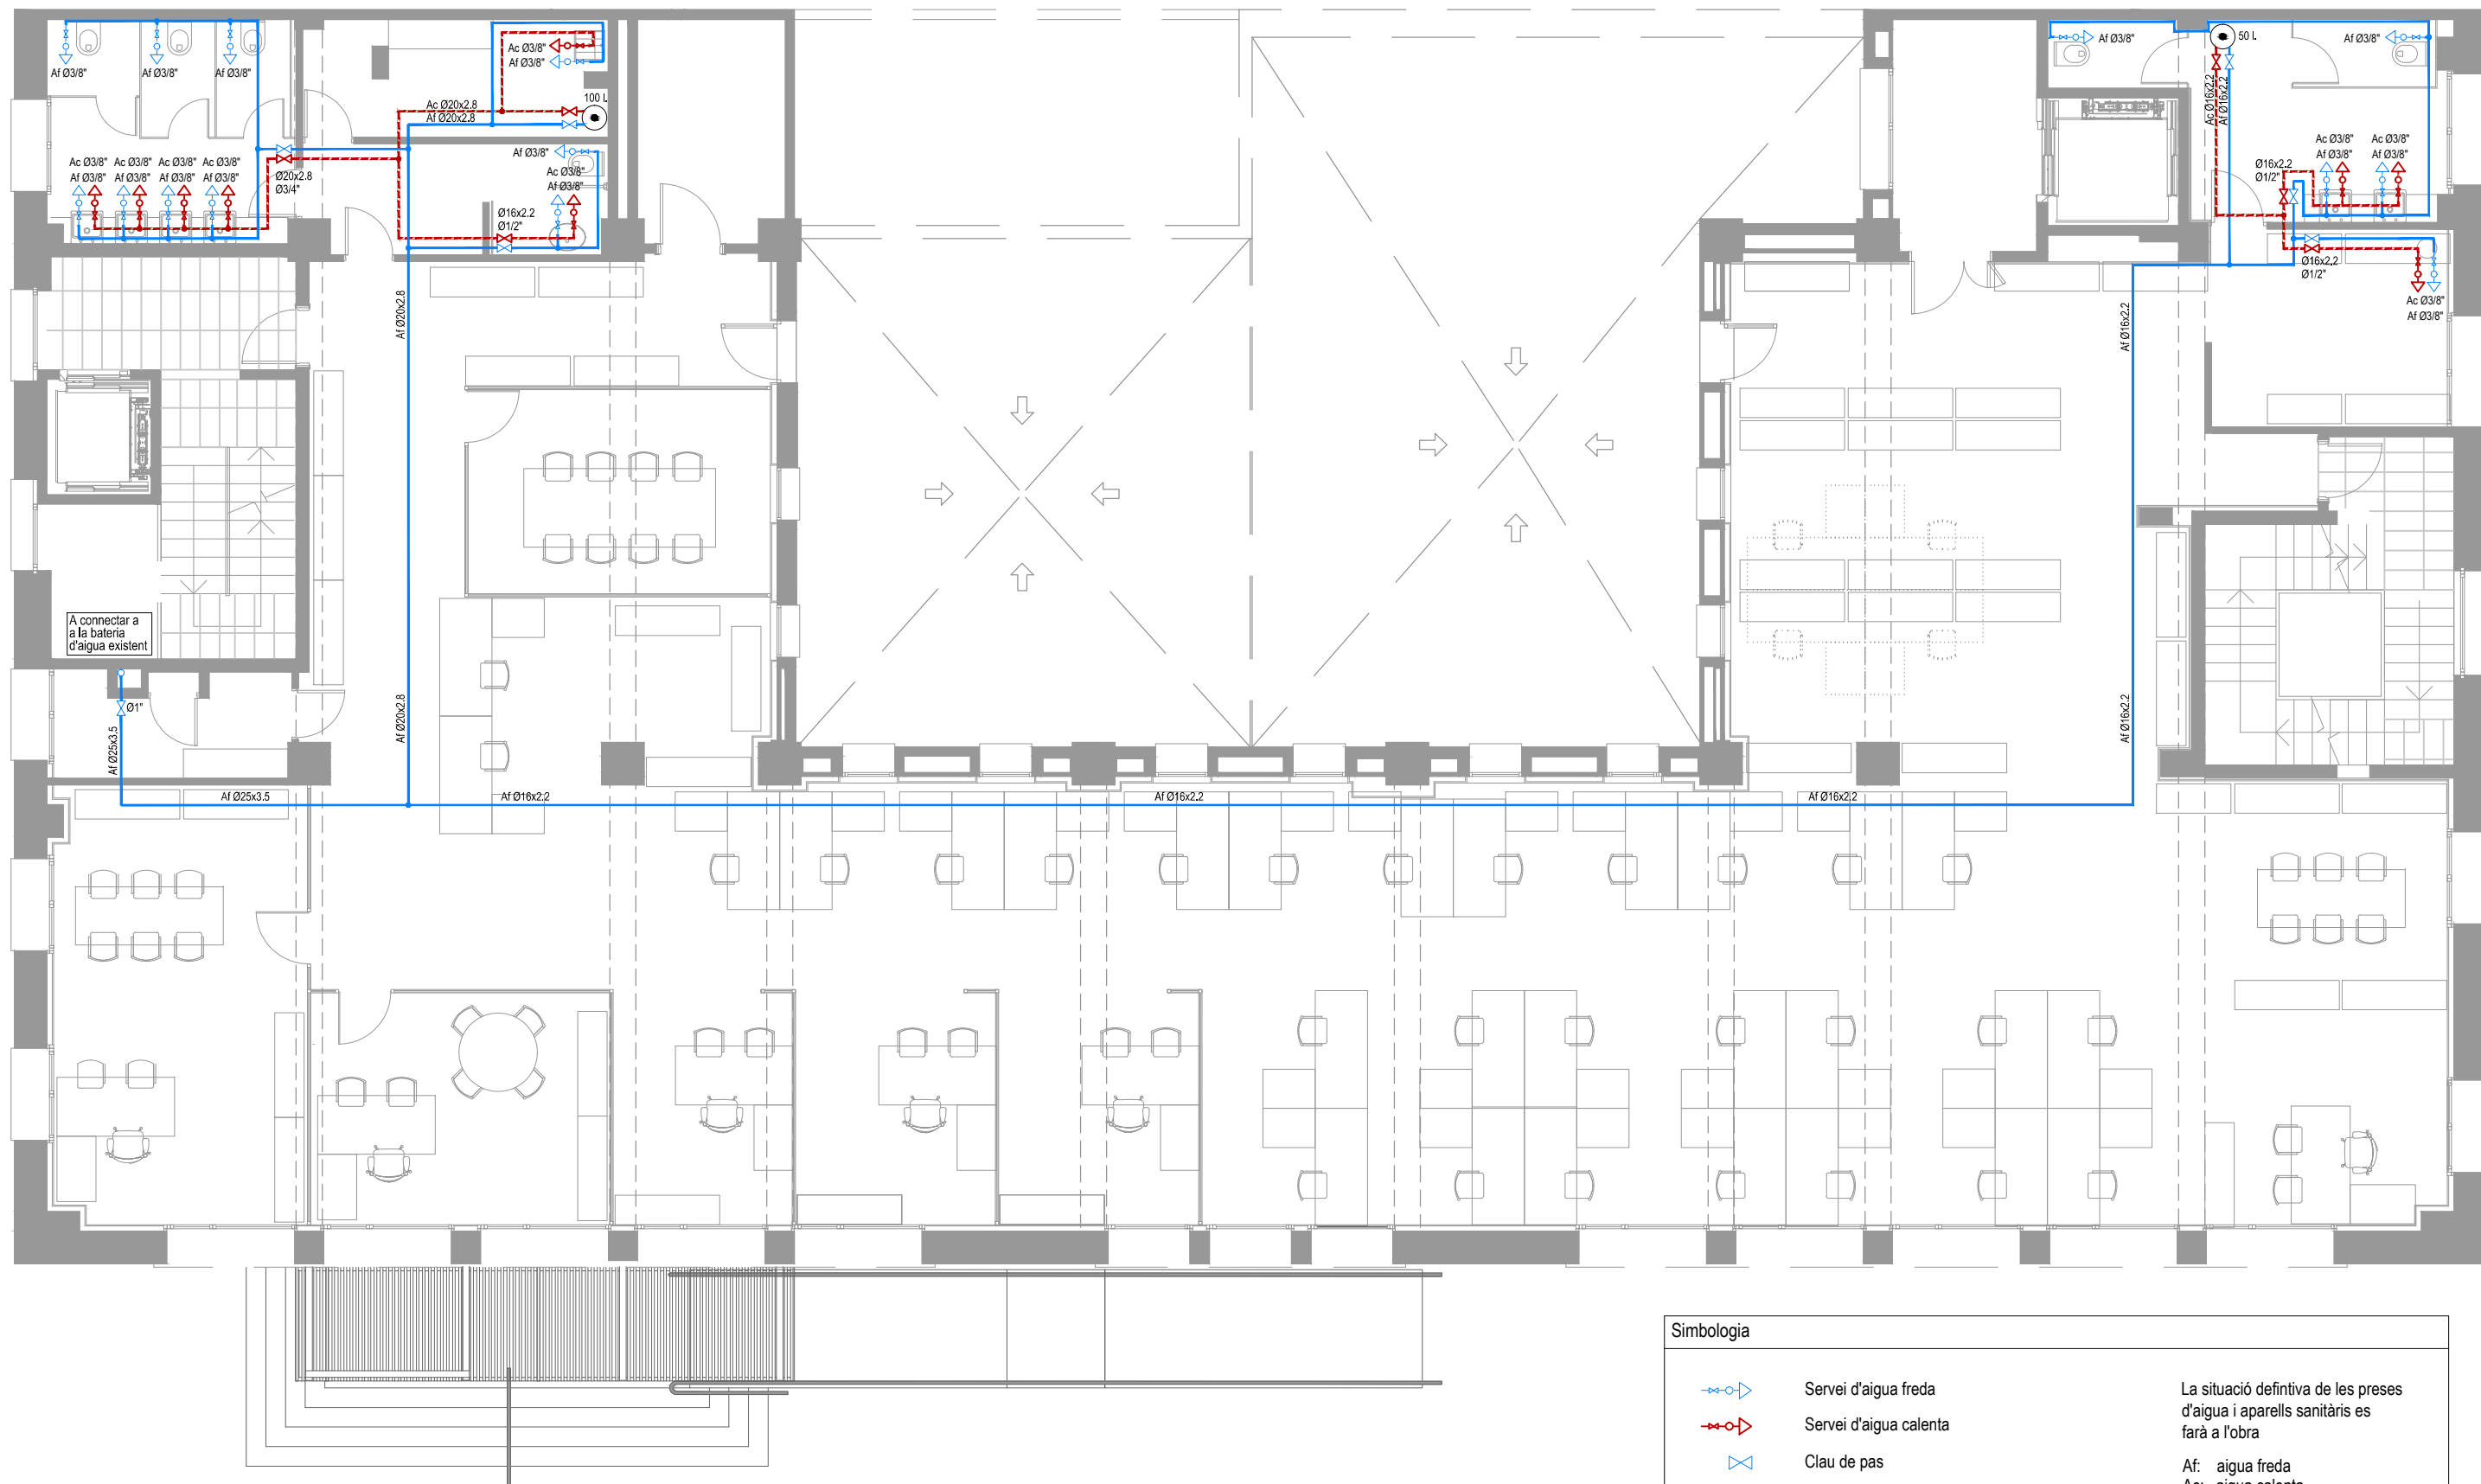 Af Ø3/8"
Af Ø3/8"
Af Ø3/8"
Ac Ø3/8"
Af Ø3/8"
100 l.
Ac Ø20x2.8
Af Ø20x2.8
Ac Ø3/8" Ac Ø3/8" Ac Ø3/8" Ac Ø3/8"
Af Ø3/8" Af Ø3/8" Af Ø3/8" Af Ø3/8"
Ø20x2.8
Ø3/4"
Af Ø3/8"
Ac Ø3/8"
Af Ø3/8"
Ø16x2.2
Ø1/2"
Af Ø3/8"
50 l.
Af Ø3/8"
Ac Ø16x2.2
Af Ø16x2.2
Ac Ø3/8" Ac Ø3/8"
Af Ø3/8" Af Ø3/8"
Ø16x2.2
Ø1/2"
Ø16x2.2
Ø1/2"
Ac Ø3/8"
Af Ø3/8"
Af Ø20x2.8
Af Ø16x2.2
A connectar a
a la bateria
d'aigua existent
Ø1"
Af Ø25x3.5
Af Ø20x2.8
Af Ø16x2.2
Af Ø25x3.5
Af Ø16x2.2
Af Ø16x2.2
Af Ø16x2.2
Simbologia
Servei d'aigua freda
Servei d'aigua calenta
Clau de pas
La situació defintiva de les preses
d'aigua i aparells sanitàris es
farà a l'obra
Af: aigua freda
Ac: aigua calenta